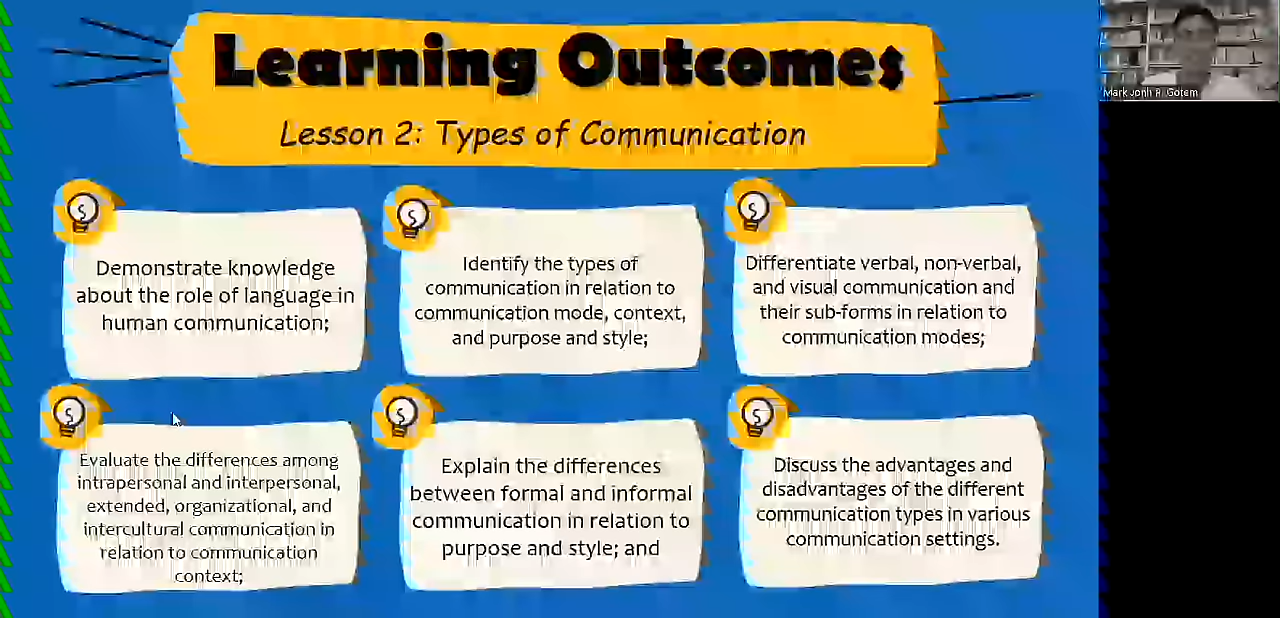 Learning Outcomes
Lesson 2: Types of Communication
Demonstrate knowledge
about the role of language in
human communication;
Identify the types of
communication in relation to
communication mode, context,
and purpose and style;
Differentiate verbal, non-verbal,
and visual communication and
their sub-forms in relation to
communication modes;
Evaluate the differences among
intrapersonal and interpersonal,
extended, organizational, and
intercultural communication in
relation to communication
context;
Explain the differences
between formal and informal
communication in relation to
purpose and style; and
Discuss the advantages and
disadvantages of the different
communication types in various
communication settings.
Mark Jonh R. Gotem